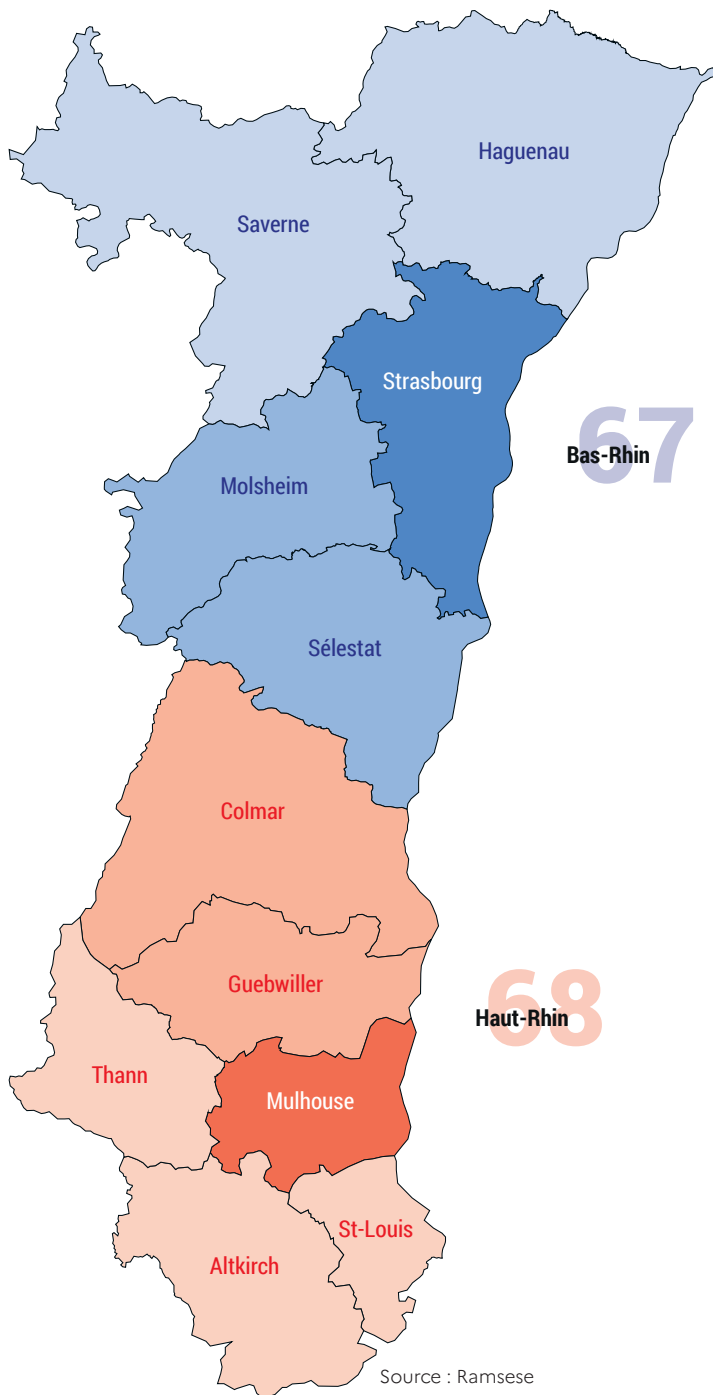 Haguenau
Saverne
Strasbourg
67
Bas-Rhin
Molsheim
Sélestat
Colmar
Guebwiller
68
Haut-Rhin
Thann
Mulhouse
St-Louis
Altkirch
Source : Ramsese